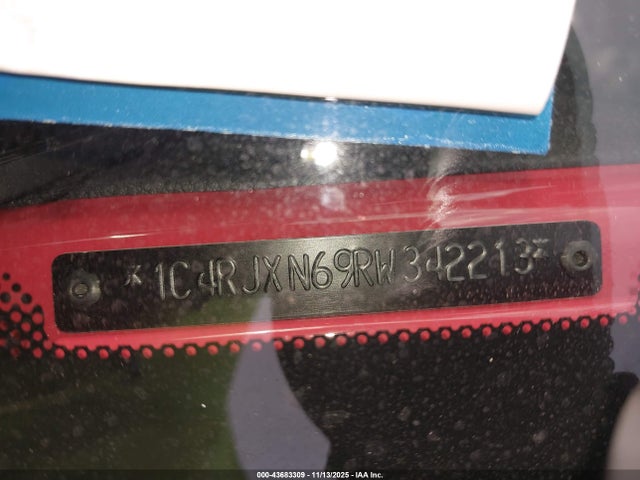 *1C4RJXN69RW342213*
000-43683309 - 11/13/2025 - IAA Inc.